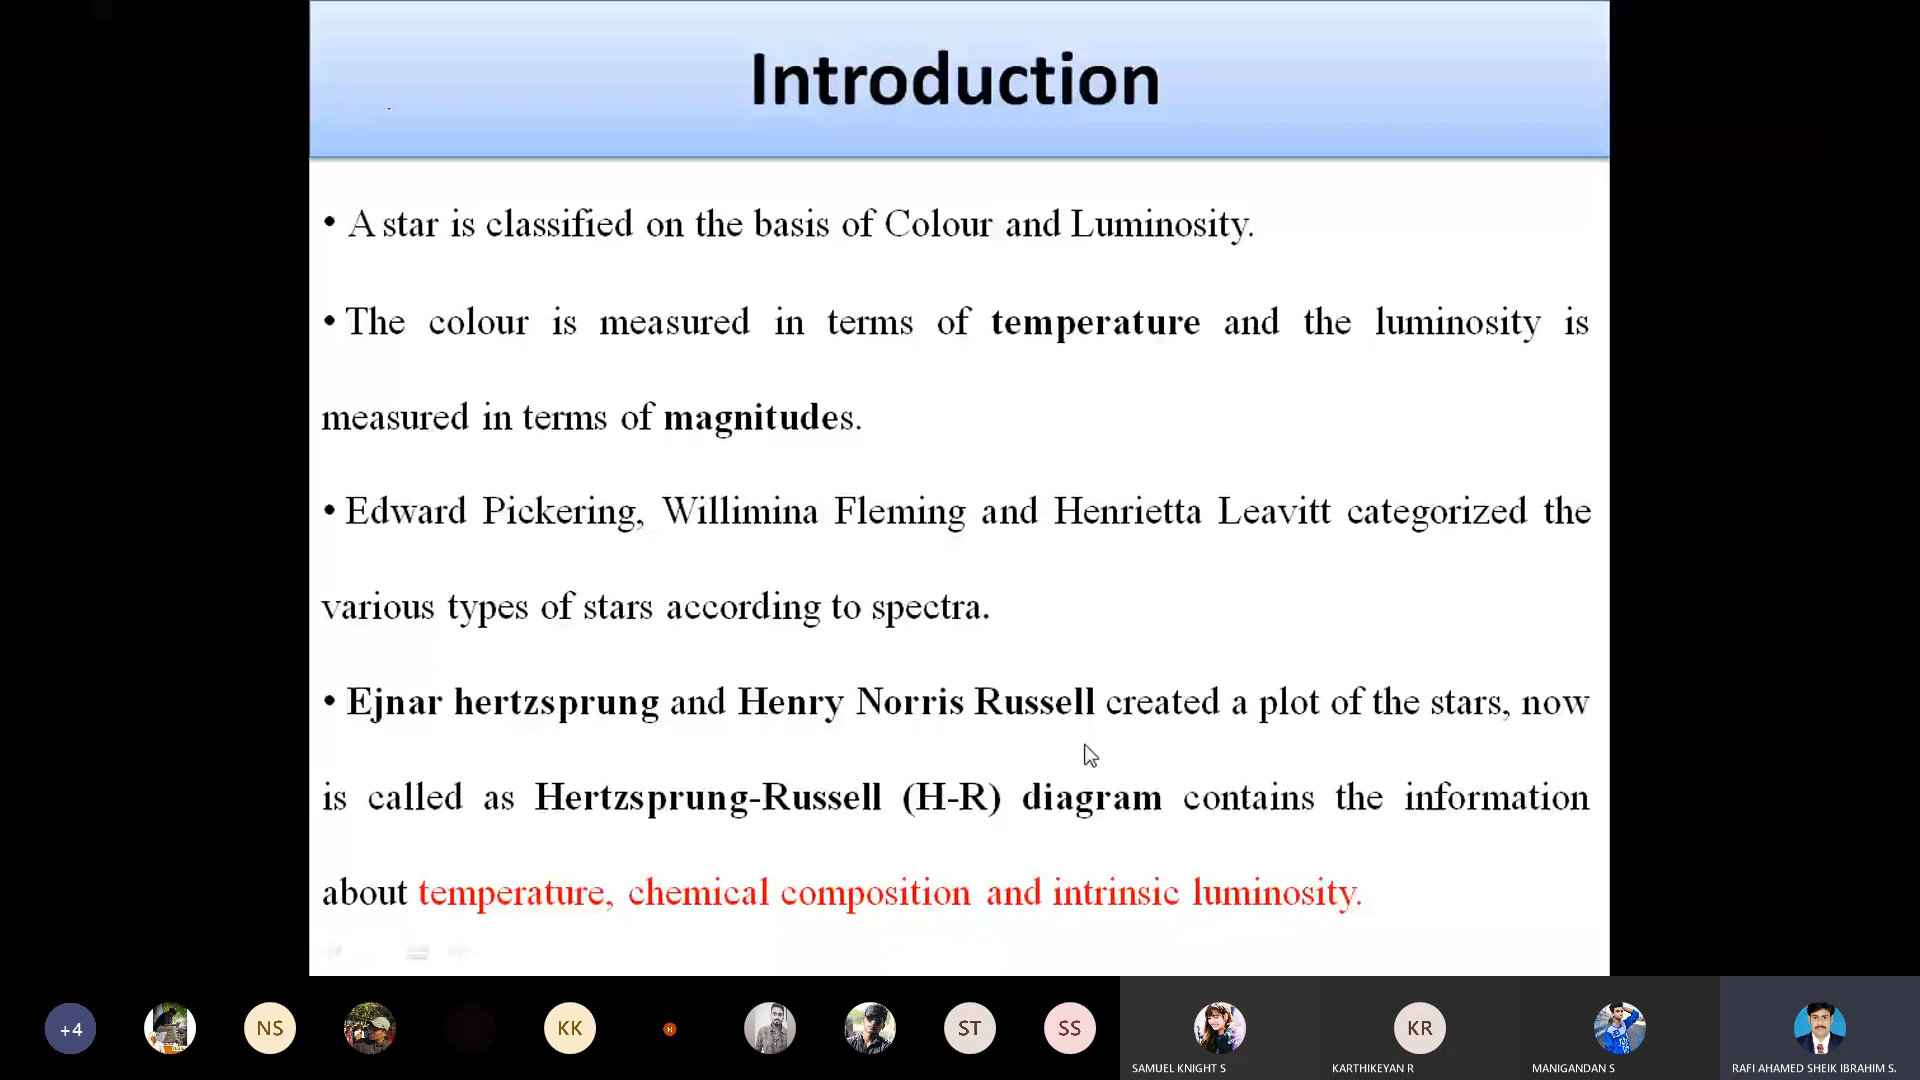 Introduction
• A star is classified on the basis of Colour and Luminosity.
• The colour is measured in terms of temperature and the luminosity is
measured in terms of magnitudes.
• Edward Pickering, Willimina Fleming and Henrietta Leavitt categorized the
various types of stars according to spectra.
• Ejnar hertzsprung and Henry Norris Russell created a plot of the stars, now
is called as Hertzsprung-Russell (H-R) diagram contains the information
about temperature, chemical composition and intrinsic luminosity.
+4
NS
KK
ST
SS
KR
SAMUEL KNIGHT S
KARTHIKEYAN R
MANIGANDAN S
RAFI AHAMED SHEIK IBRAHIM S.